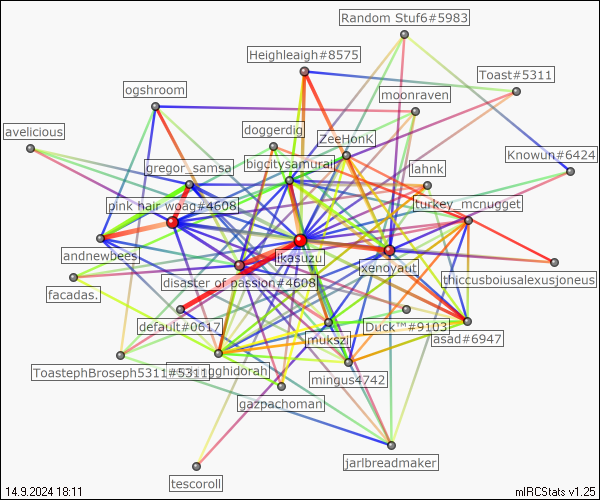 Random Stuf6#5983
Heighleaigh#8575
Toast#5311
ogshroom
moonraven
avelicious
doggerdig
ZeeHonk
Knowun#6424
gregor_samsa
bigcitysamurai
lahnk
pink hair woag#4608
turkey_mcnugget
andnewbees
ikasuzu
xenoyaut
disaster of passion#4608
thiccusboiusalexusjoneus
facadas.
default#0617
Duck™#9103
asad#6947
mukszil
ToastephBroseph5311#5311
gghidorah
mingus4742
gazpachoman
jarlbreadmaker
tescoroll
14.9.2024 18:11
mIRCStats v1.25